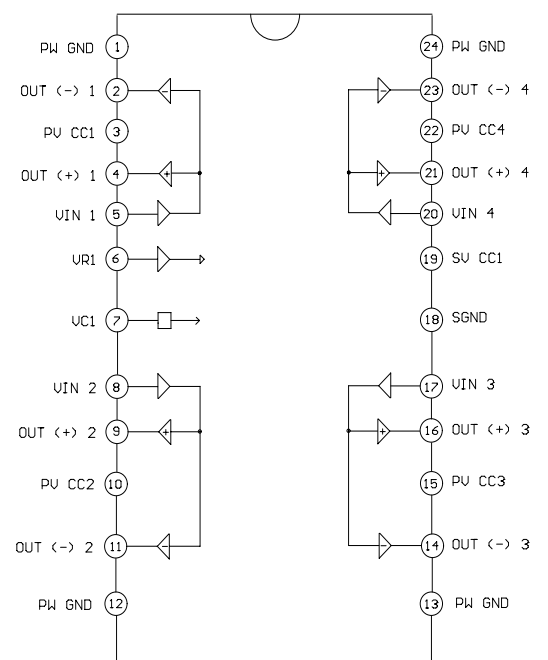 PW GND 1 24 PW GND
OUT (-) 1 2 - - 23 OUT (-) 4
PV CC1 3 22 PV CC4
OUT (+) 1 4 + + 21 OUT (+) 4
VIN 1 5 20 VIN 4
VR1 6 19 SV CC1
VC1 7 18 SGND
VIN 2 8 17 VIN 3
OUT (+) 2 9 + + 16 OUT (+) 3
PV CC2 10 15 PV CC3
OUT (-) 2 11 - - 14 OUT (-) 3
PW GND 12 13 PW GND